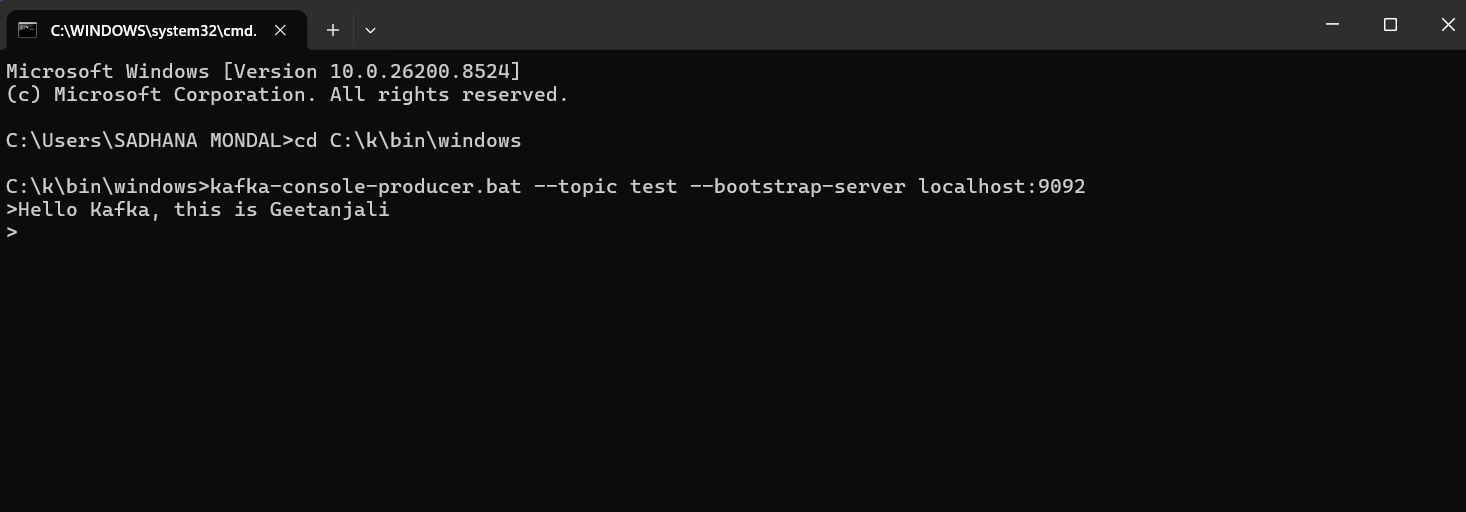 C:\WINDOWS\system32\cmd.
Microsoft Windows [Version 10.0.26200.8524]
(c) Microsoft Corporation. All rights reserved.
C:\Users\SADHANA MONDAL>cd C:\k\bin\windows
C:\k\bin\windows>kafka-console-producer.bat --topic test --bootstrap-server localhost:9092
>Hello Kafka, this is Geetanjali
>